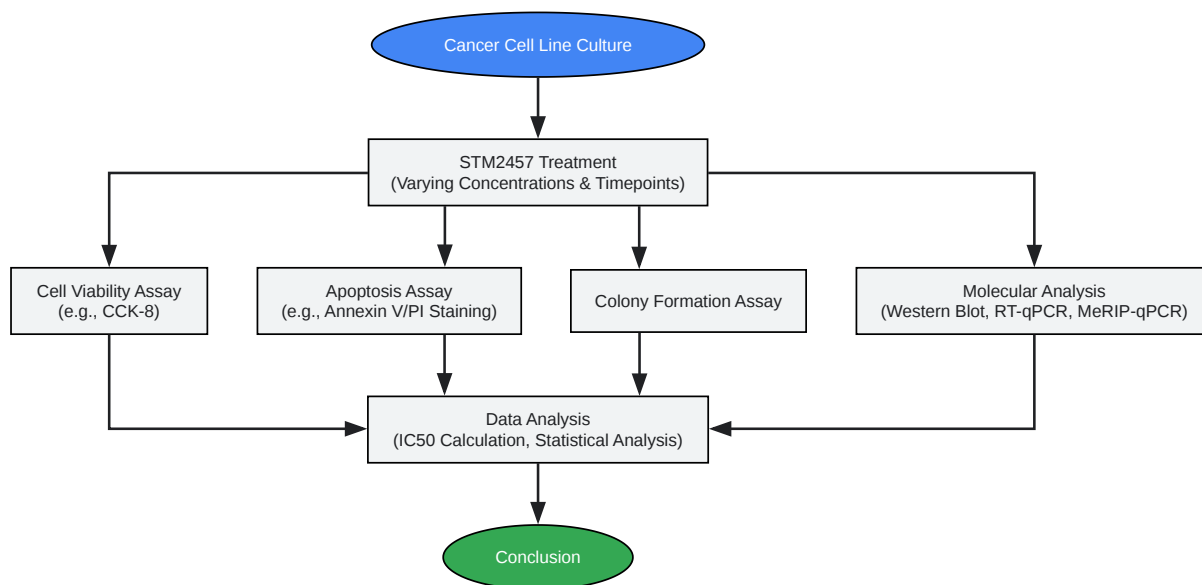 Cancer Cell Line Culture
STM2457 Treatment
(Varying Concentrations & Timepoints)
Cell Viability Assay
(e.g., CCK-8)
Apoptosis Assay
(e.g., Annexin V/PI Staining)
Colony Formation Assay
Molecular Analysis
(Western Blot, RT-qPCR, MeRIP-qPCR)
Data Analysis
(IC50 Calculation, Statistical Analysis)
Conclusion